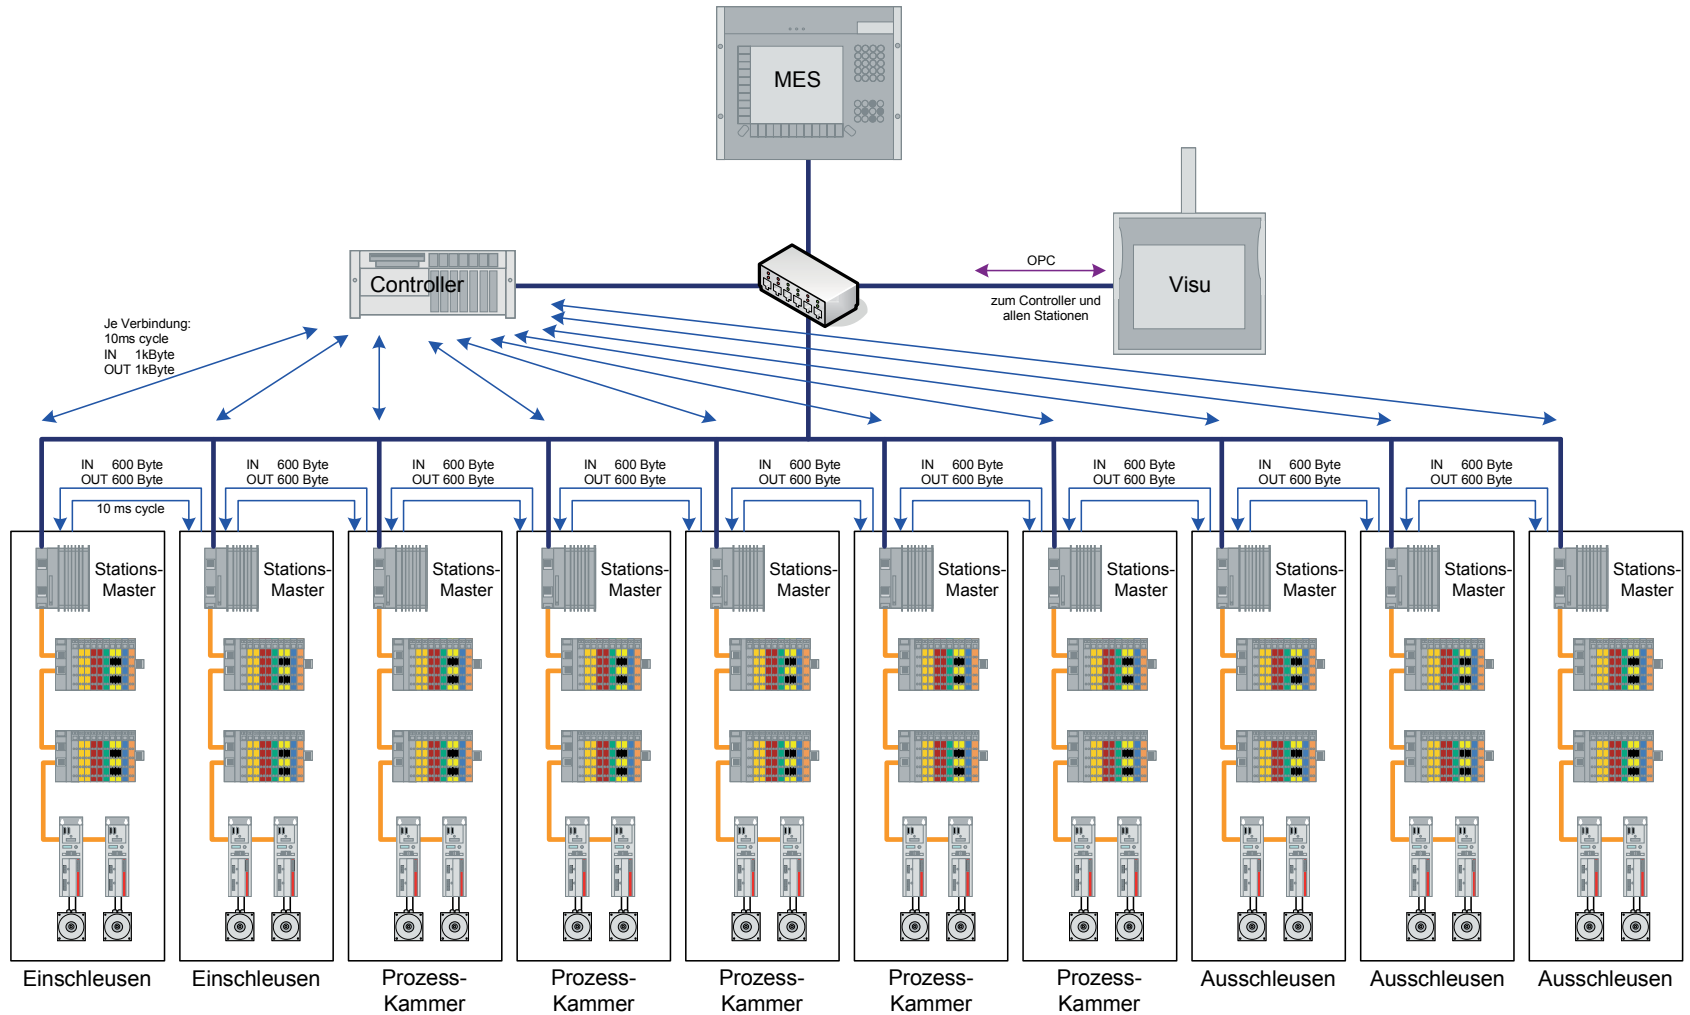 MES
OPC
Controller
Visu
zum Controller und
allen Stationen
Je Verbindung:
10ms cycle
IN 1kByte
OUT 1kByte
IN 600 Byte
OUT 600 Byte
IN 600 Byte
OUT 600 Byte
IN 600 Byte
OUT 600 Byte
IN 600 Byte
OUT 600 Byte
IN 600 Byte
OUT 600 Byte
IN 600 Byte
OUT 600 Byte
IN 600 Byte
OUT 600 Byte
IN 600 Byte
OUT 600 Byte
IN 600 Byte
OUT 600 Byte
10 ms cycle
Stations-
Master
Stations-
Master
Stations-
Master
Stations-
Master
Stations-
Master
Stations-
Master
Stations-
Master
Stations-
Master
Stations-
Master
Stations-
Master
Einschleusen
Einschleusen
Prozess-
Kammer
Prozess-
Kammer
Prozess-
Kammer
Prozess-
Kammer
Prozess-
Kammer
Ausschleusen
Ausschleusen
Ausschleusen